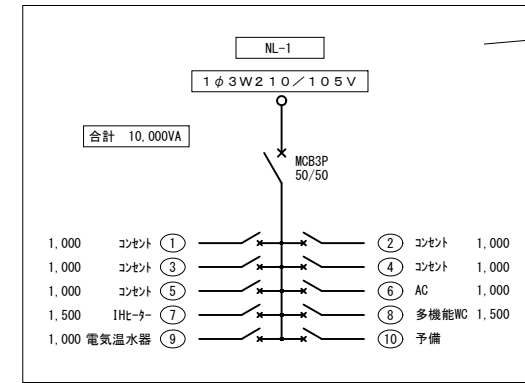 NL-1
1φ3W210/105V
合計 10,000VA
MCB3P
50/50
1,000 コンセント ① ② コンセント 1,000
1,000 コンセント ③ ④ コンセント 1,000
1,000 コンセント ⑤ ⑥ AC 1,000
1,500 IHヒーター ⑦ ⑧ 多機能WC 1,500
1,000 電気温水器 ⑨ ⑩ 予備